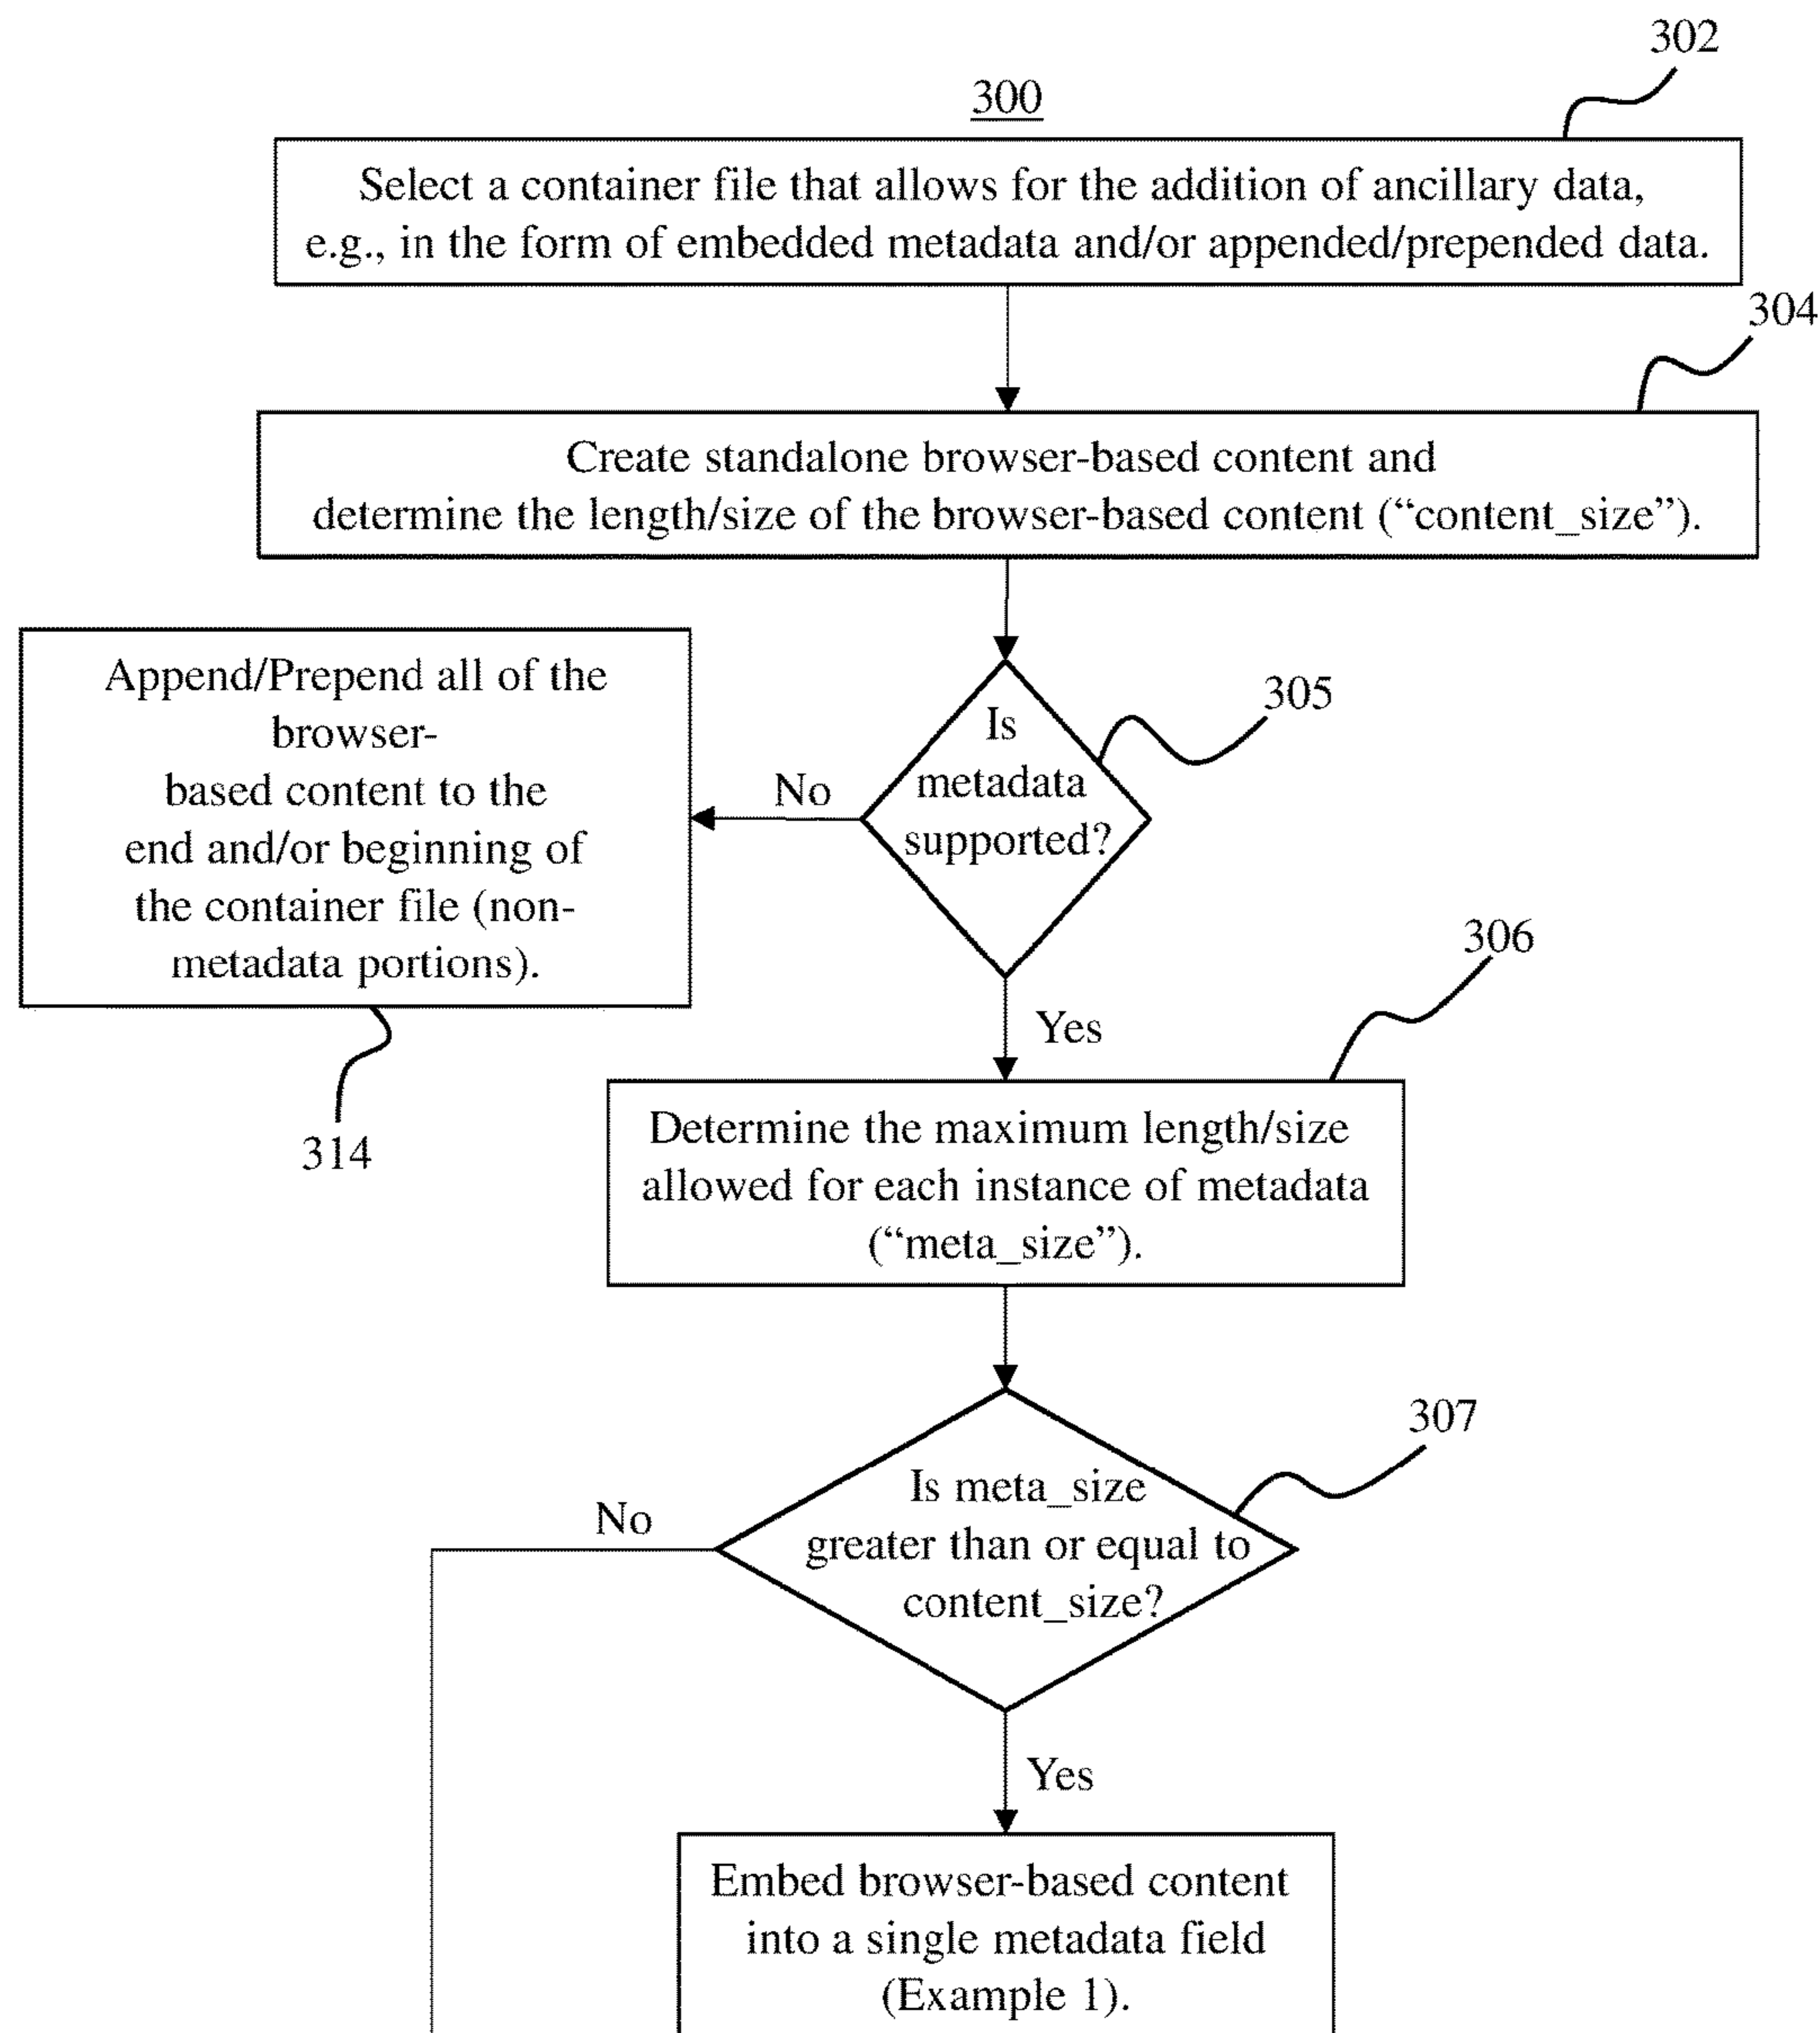 302
300
Select a container file that allows for the addition of ancillary data,
e.g., in the form of embedded metadata and/or appended/prepended data.
304
Create standalone browser-based content and
determine the length/size of the browser-based content (“content_size”).
Append/Prepend all of the
browser-
based content to the
end and/or beginning of
the container file (non-
metadata portions).
314
No
Is
metadata
supported?
305
Yes
306
Determine the maximum length/size
allowed for each instance of metadata
(“meta_size”).
307
Is meta_size
greater than or equal to
content_size?
No
Yes
Embed browser-based content
into a single metadata field
(Example 1).